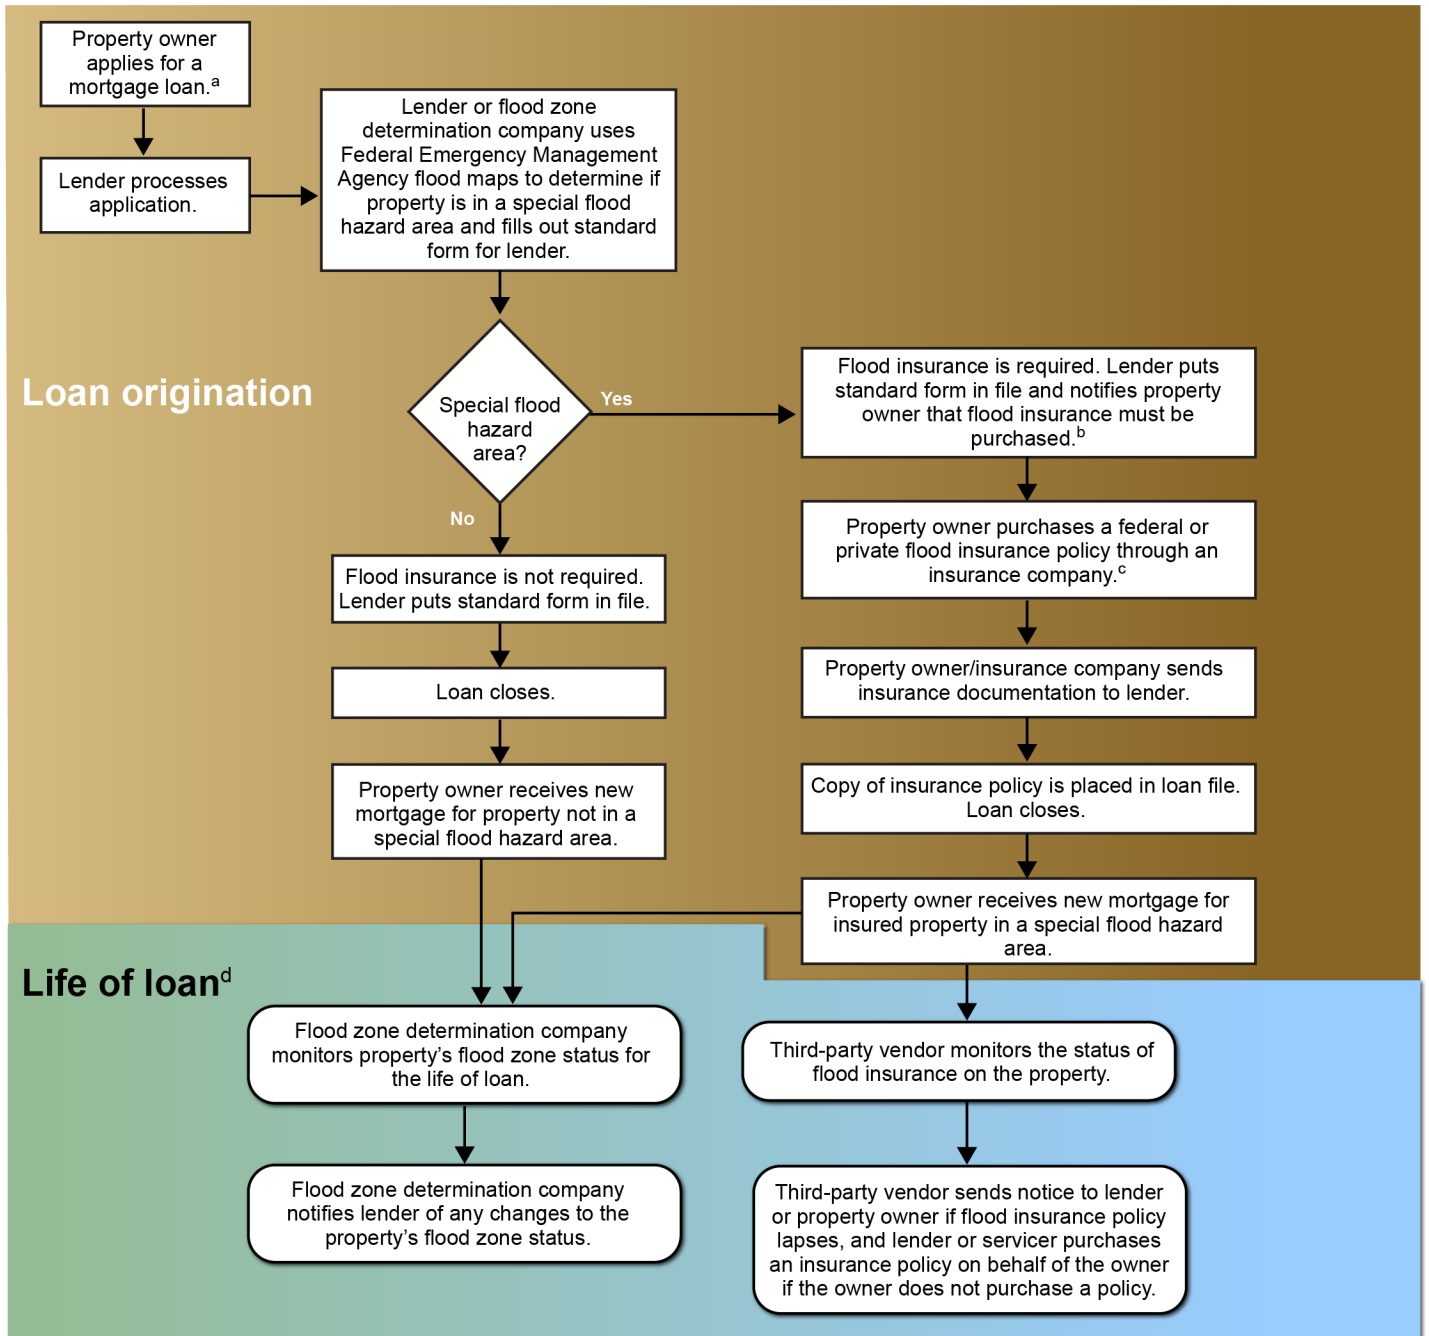 Property owner
applies for a
mortgage loan.a
Lender processes
application.
Lender or flood zone
determination company uses
Federal Emergency Management
Agency flood maps to determine if
property is in a special flood
hazard area and fills out standard
form for lender.
Loan origination
Special flood
hazard
area?
Yes
No
Flood insurance is required. Lender puts
standard form in file and notifies property
owner that flood insurance must be
purchased.b
Property owner purchases a federal or
private flood insurance policy through an
insurance company.c
Property owner/insurance company sends
insurance documentation to lender.
Copy of insurance policy is placed in loan file.
Loan closes.
Property owner receives new mortgage for
insured property in a special flood hazard
area.
Flood insurance is not required.
Lender puts standard form in file.
Loan closes.
Property owner receives new
mortgage for property not in a
special flood hazard area.
Life of loand
Flood zone determination company
monitors property’s flood zone status for
the life of loan.
Flood zone determination company
notifies lender of any changes to the
property’s flood zone status.
Third-party vendor monitors the status of
flood insurance on the property.
Third-party vendor sends notice to lender
or property owner if flood insurance policy
lapses, and lender or servicer purchases
an insurance policy on behalf of the owner
if the owner does not purchase a policy.